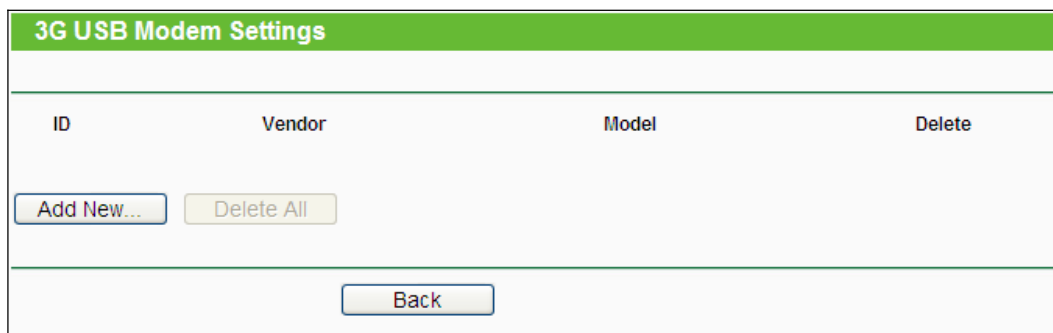 3G USB Modem Settings
ID Vendor Model Delete
Add New... Delete All
Back